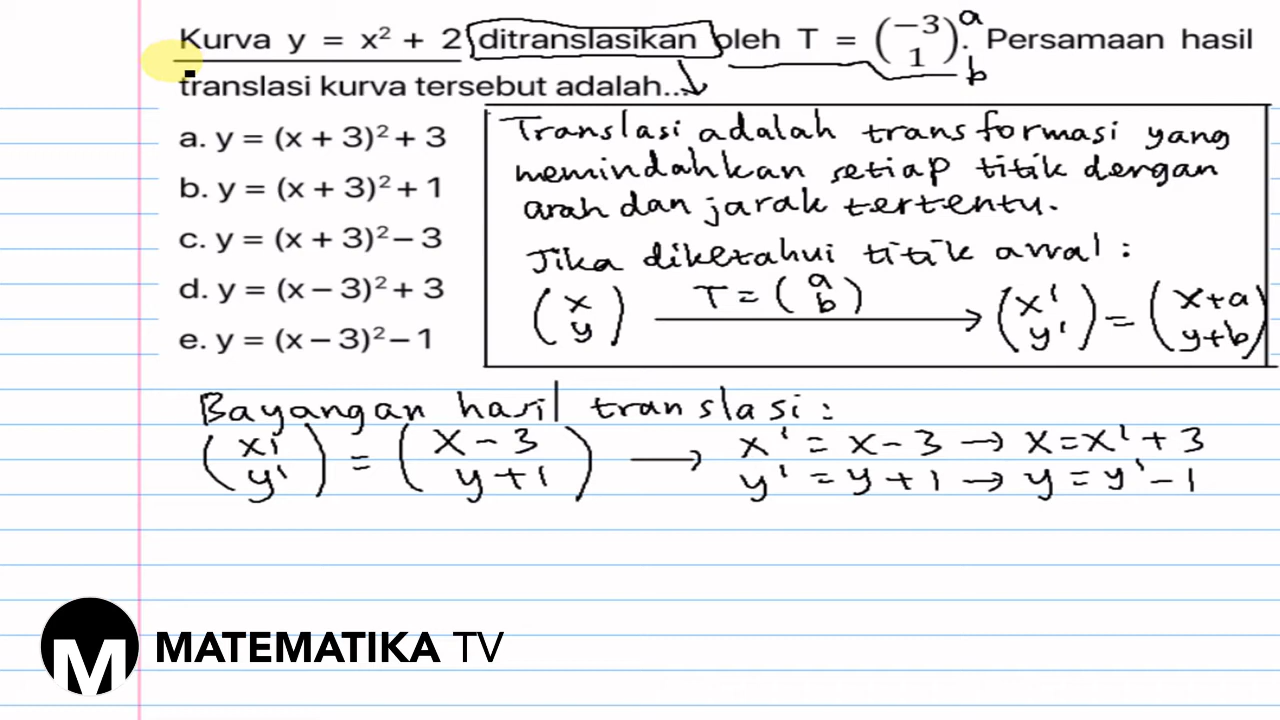 Kurva y = x² + 2 ditranslasikan oleh T = (−3 1). Persamaan hasil a b
translasi kurva tersebut adalah...
a. y = (x + 3)² + 3
b. y = (x + 3)² + 1
c. y = (x + 3)² − 3
d. y = (x − 3)² + 3
e. y = (x − 3)² − 1
Translasi adalah transformasi yang
memindahkan setiap titik dengan
arah dan jarak tertentu.
Jika diketahui titik awal :
(x y) T = (a b) → (x' y') = (x+a y+b)
Bayangan hasil translasi :
(x' y') = (x − 3 y + 1) → x' = x − 3 → x = x' + 3
y' = y + 1 → y = y' − 1
M MATEMATIKA TV